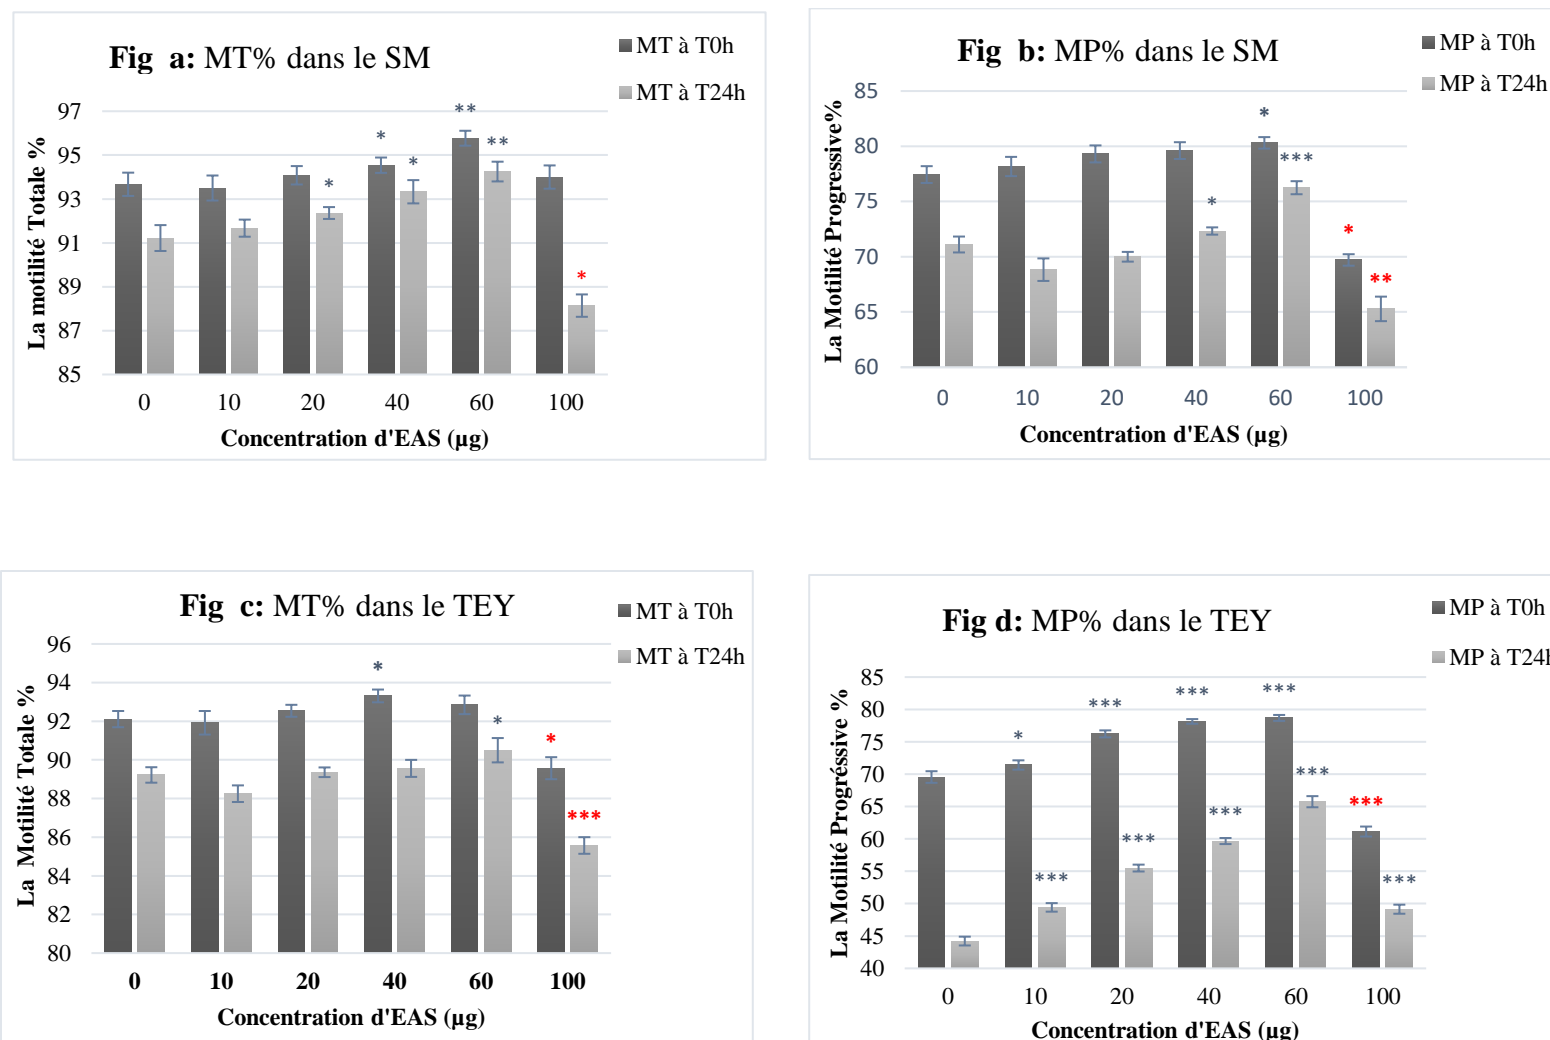 Fig a: MT% dans le SM
MT à T0h
MT à T24h
La motilité Totale %
97
95
93
91
89
87
85
** 
* ** 
* *
*
*
0 10 20 40 60 100
Concentration d'EAS (µg)
Fig b: MP% dans le SM
MP à T0h
MP à T24h
La Motilité Progressive%
85
80
75
70
65
60
*
***
*
*
**
0 10 20 40 60 100
Concentration d'EAS (µg)
Fig c: MT% dans le TEY
MT à T0h
MT à T24h
La Motilité Totale %
96
94
92
90
88
86
84
82
80
*
*
*
***
0 10 20 40 60 100
Concentration d'EAS (µg)
Fig d: MP% dans le TEY
MP à T0h
MP à T24h
La Motilité Progréssive %
85
80
75
70
65
60
55
50
45
40
*** *** ***
*
***
*** ***
*** ***
0 10 20 40 60 100
Concentration d'EAS (µg)